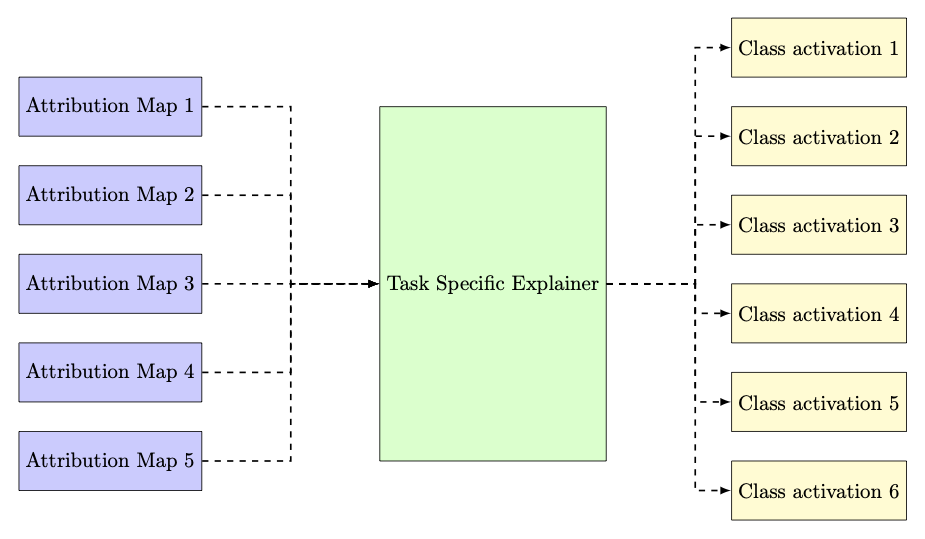 Attribution Map 1
Attribution Map 2
Attribution Map 3
Attribution Map 4
Attribution Map 5
Task Specific Explainer
Class activation 1
Class activation 2
Class activation 3
Class activation 4
Class activation 5
Class activation 6